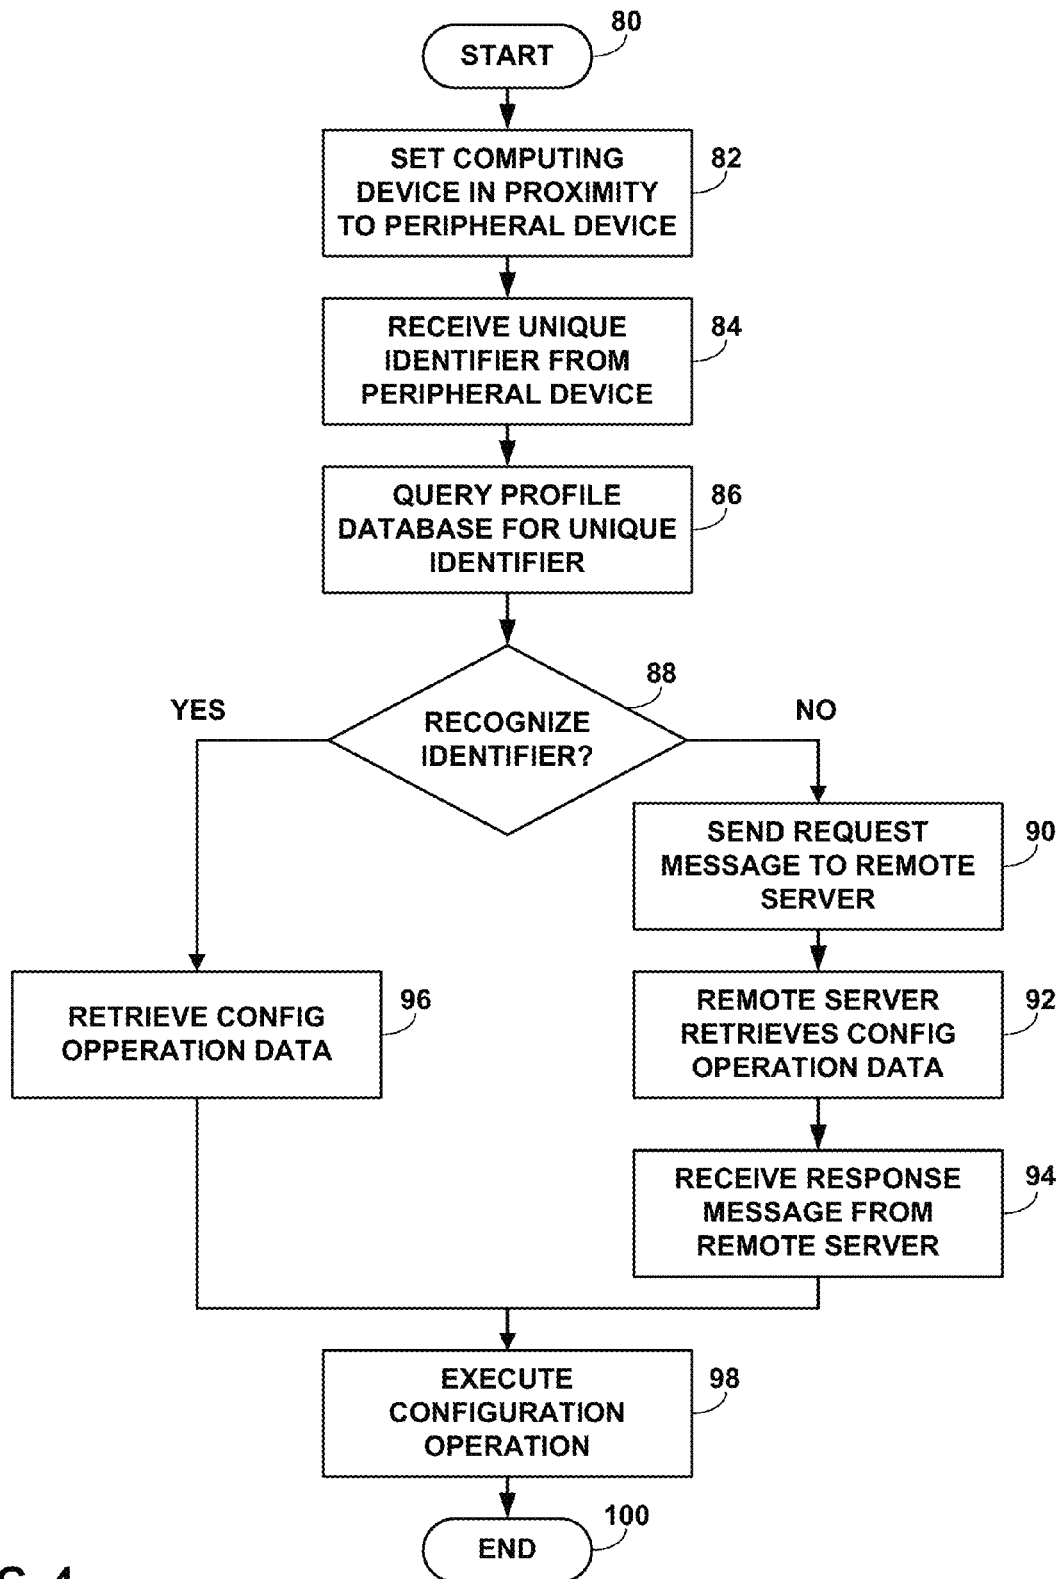 80
START
SET COMPUTING
DEVICE IN PROXIMITY
TO PERIPHERAL DEVICE
82
RECEIVE UNIQUE
IDENTIFIER FROM
PERIPHERAL DEVICE
84
QUERY PROFILE
DATABASE FOR UNIQUE
IDENTIFIER
86
88
YES
RECOGNIZE
IDENTIFIER?
NO
SEND REQUEST
MESSAGE TO REMOTE
SERVER
90
RETRIEVE CONFIG
OPPERATION DATA
96
REMOTE SERVER
RETRIEVES CONFIG
OPERATION DATA
92
RECEIVE RESPONSE
MESSAGE FROM
REMOTE SERVER
94
EXECUTE
CONFIGURATION
OPERATION
98
100
END